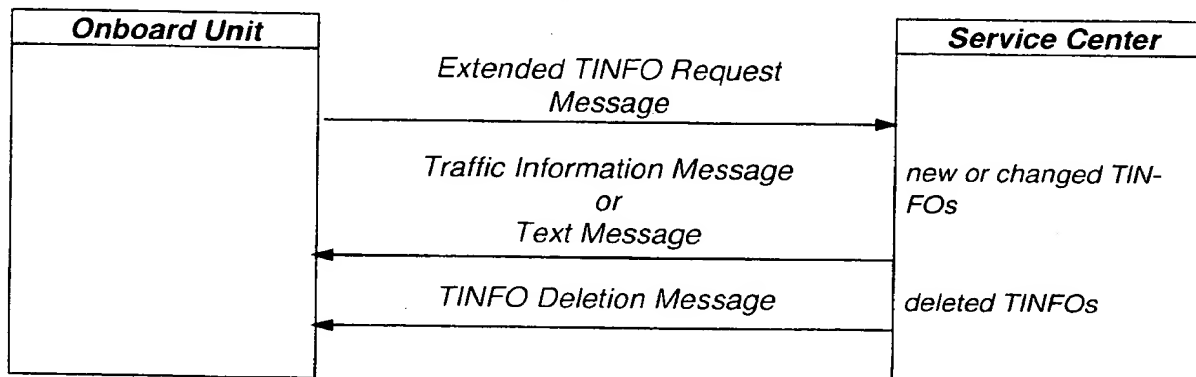 Onboard Unit
Service Center
Extended TINFO Request
Message
Traffic Information Message
or
Text Message
new or changed TIN-
FOs
TINFO Deletion Message
deleted TINFOs